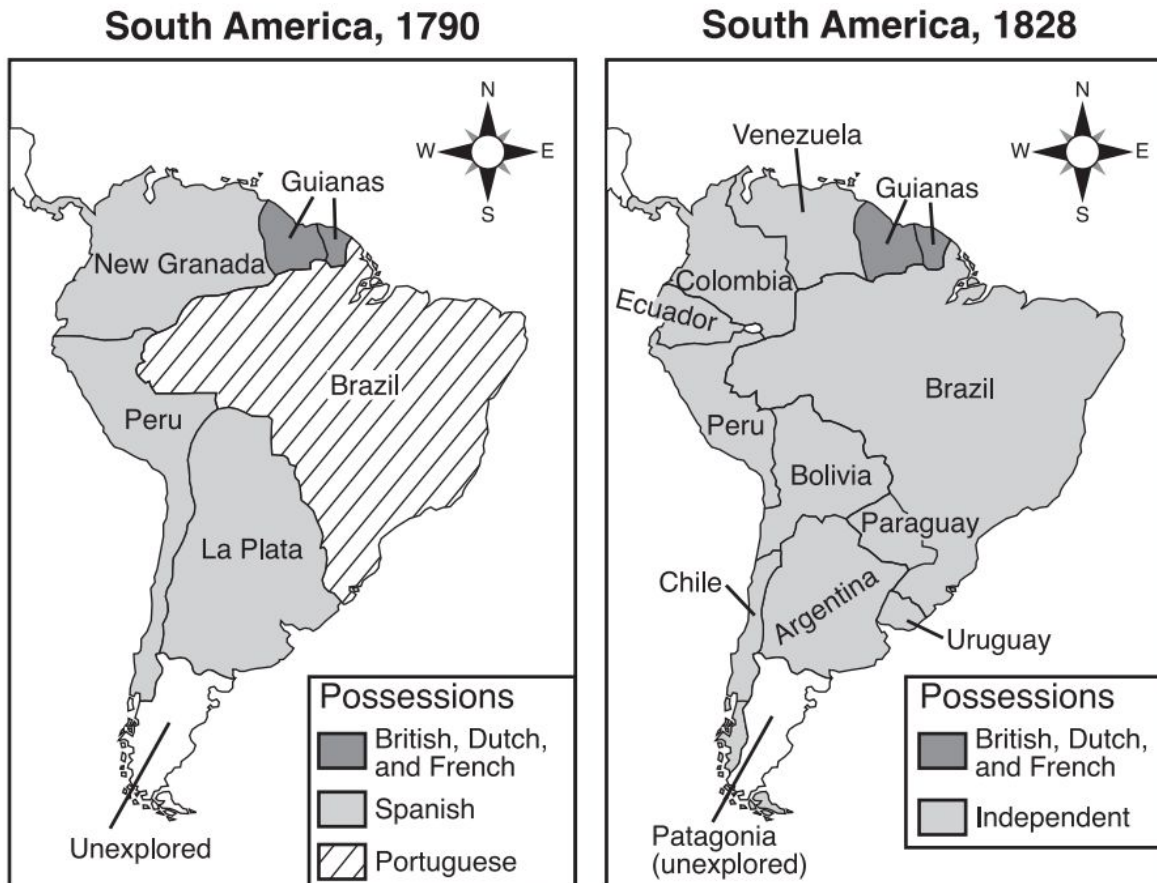 South America, 1790
N
W
E
S
Guianas
New Granada
Brazil
Peru
La Plata
Unexplored
Possessions
British, Dutch,
and French
Spanish
Portuguese
South America, 1828
N
W
E
S
Venezuela
Guianas
Colombia
Ecuador
Brazil
Peru
Bolivia
Paraguay
Chile
Argentina
Uruguay
Patagonia
(unexplored)
Possessions
British, Dutch,
and French
Independent